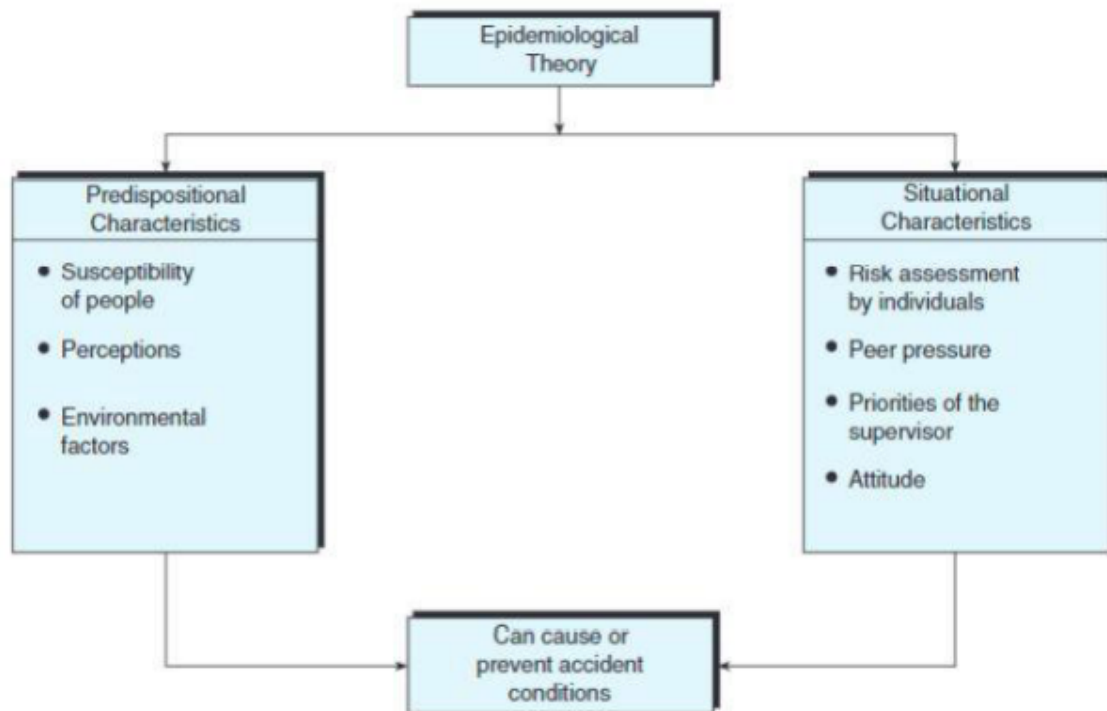 Epidemiological
Theory
Predispositional
Characteristics
• Susceptibility
of people
• Perceptions
• Environmental
factors
Situational
Characteristics
• Risk assessment
by individuals
• Peer pressure
• Priorities of the
supervisor
• Attitude
Can cause or
prevent accident
conditions